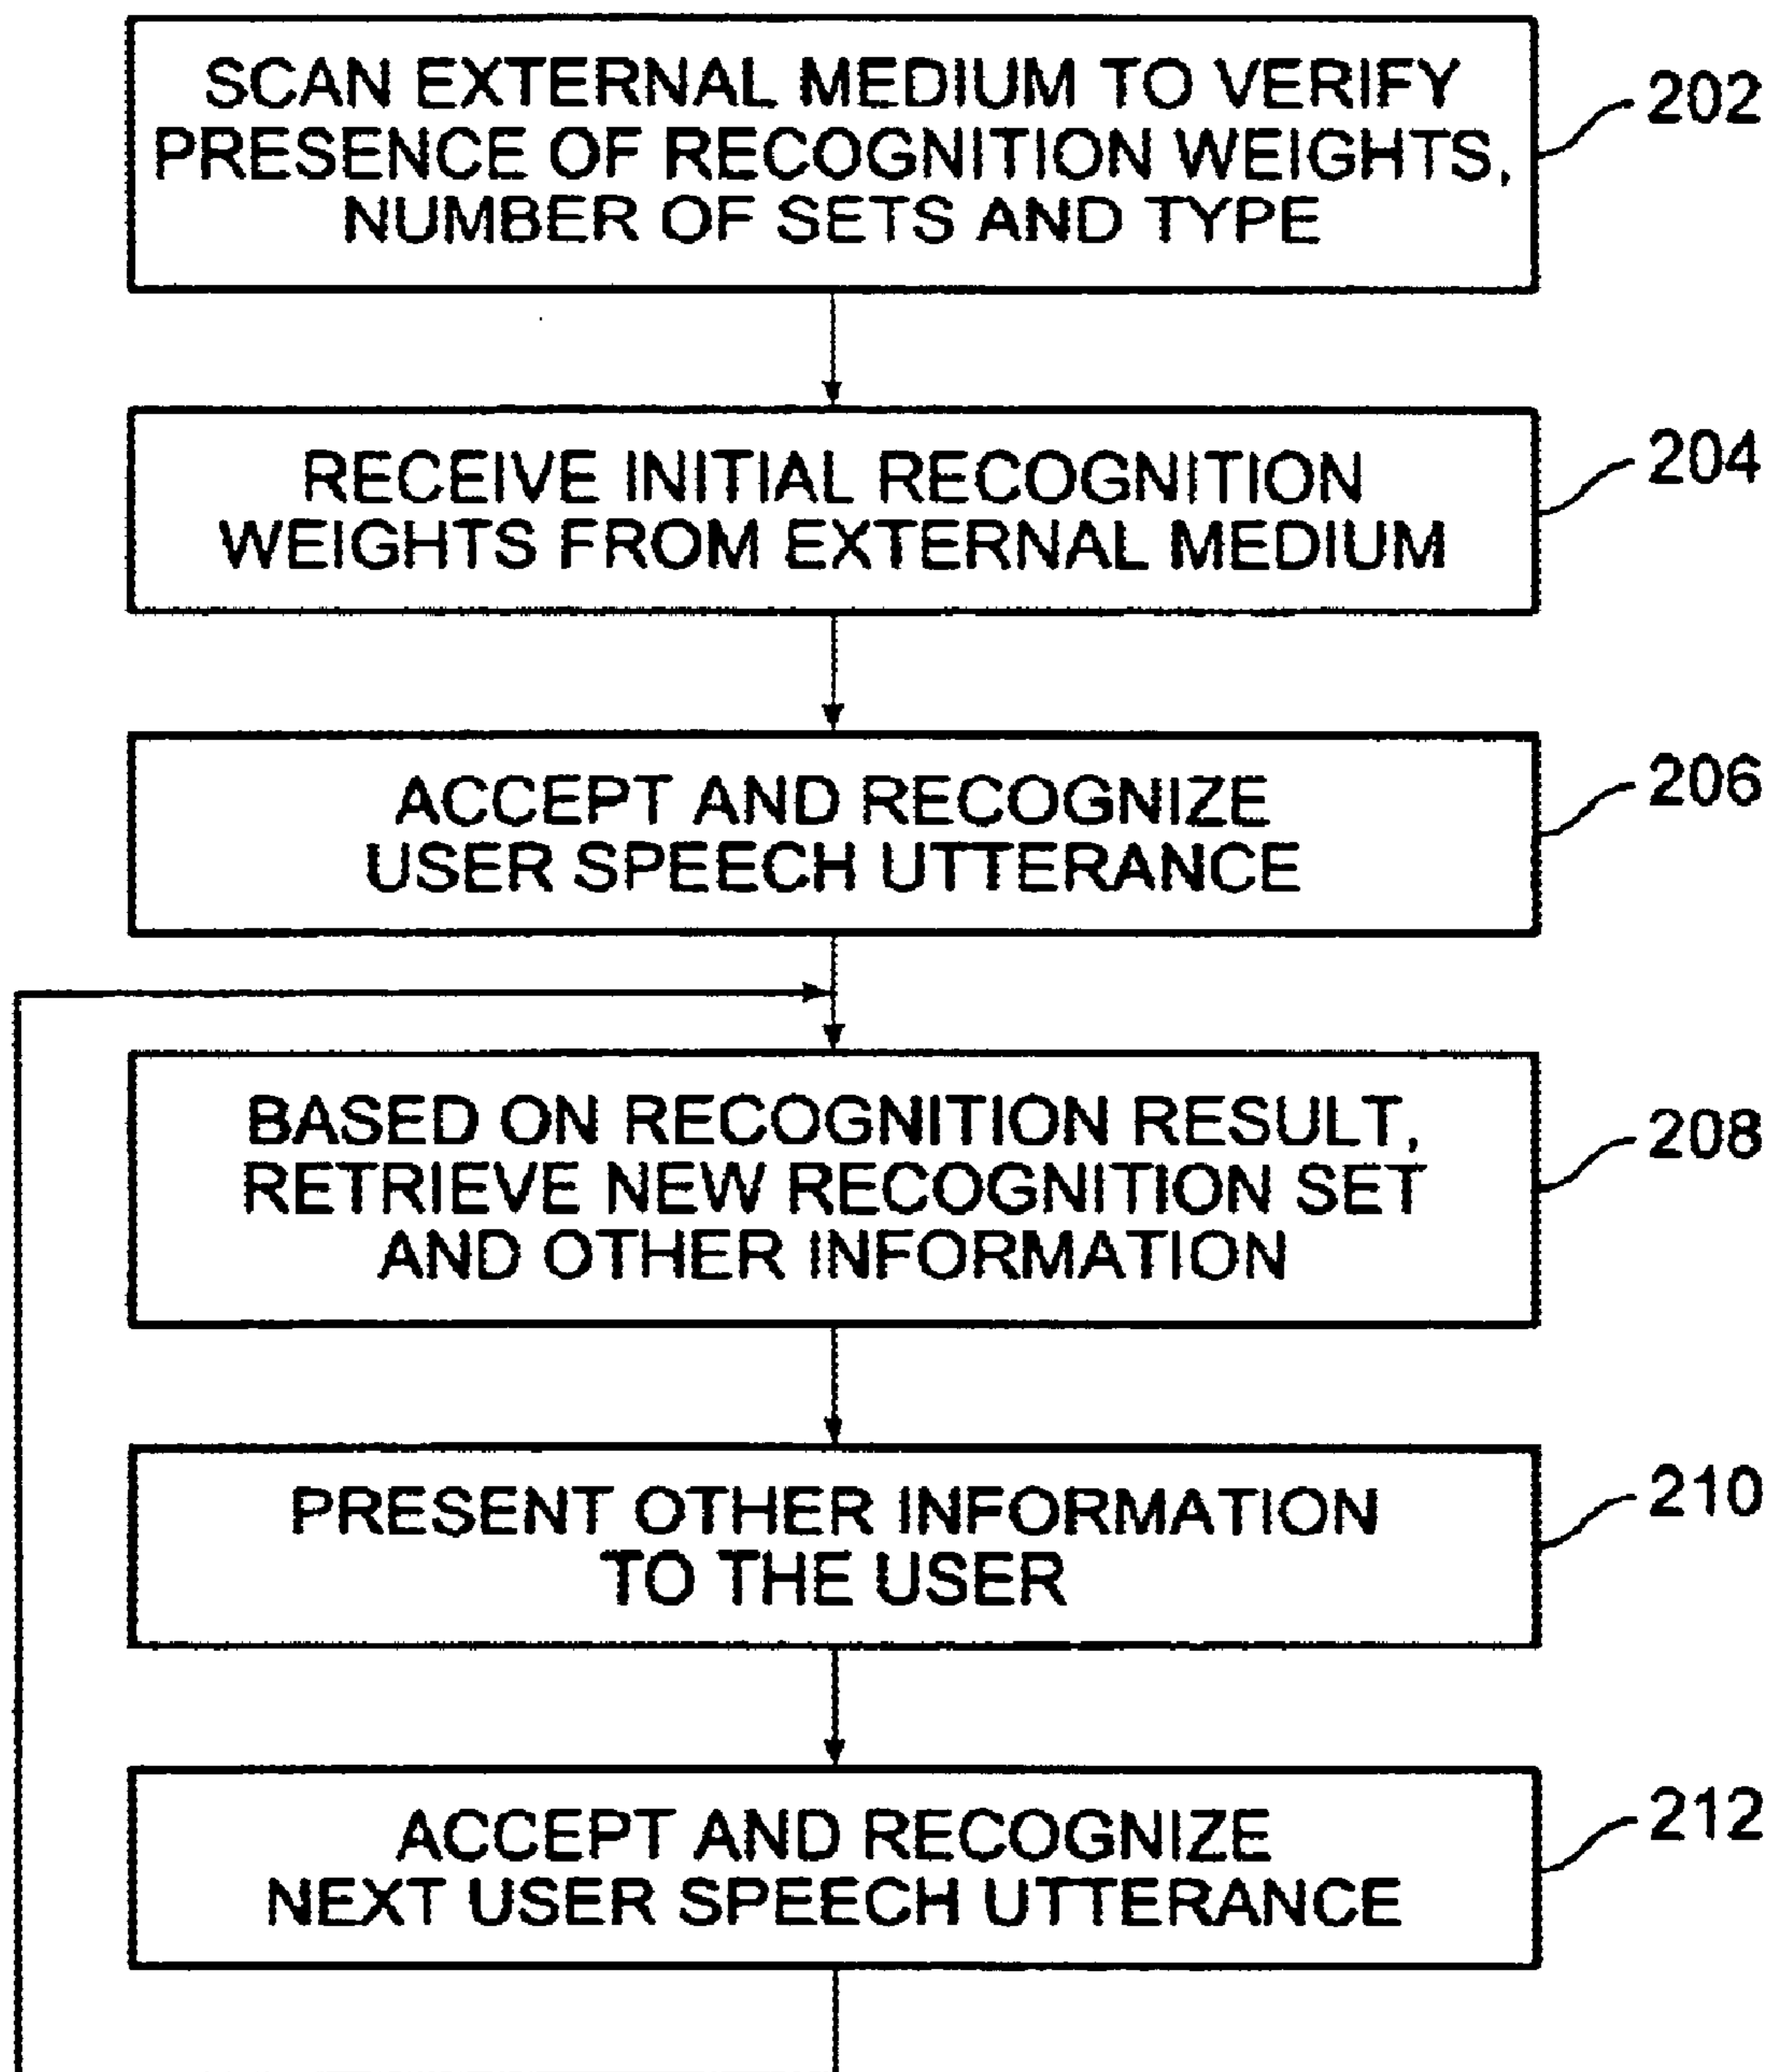 SCAN EXTERNAL MEDIUM TO VERIFY
PRESENCE OF RECOGNITION WEIGHTS,
NUMBER OF SETS AND TYPE
202
RECEIVE INITIAL RECOGNITION
WEIGHTS FROM EXTERNAL MEDIUM
204
ACCEPT AND RECOGNIZE
USER SPEECH UTTERANCE
206
BASED ON RECOGNITION RESULT,
RETRIEVE NEW RECOGNITION SET
AND OTHER INFORMATION
208
PRESENT OTHER INFORMATION
TO THE USER
210
ACCEPT AND RECOGNIZE
NEXT USER SPEECH UTTERANCE
212